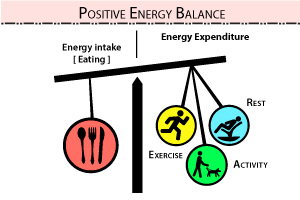 POSITIVE ENERGY BALANCE
Energy intake
[ Eating ]
Energy Expenditure
REST
EXERCISE
ACTIVITY